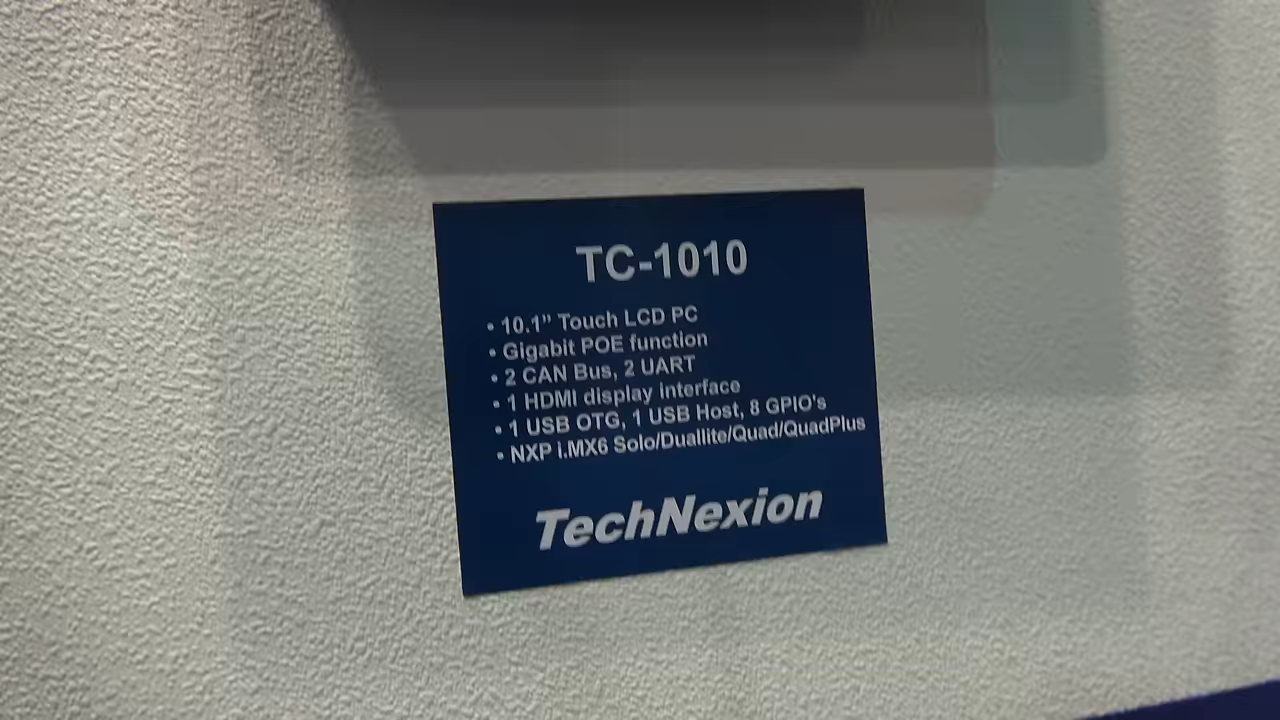 TC-1010
• 10.1” Touch LCD PC
• Gigabit POE function
• 2 CAN Bus, 2 UART
• 1 HDMI display interface
• 1 USB OTG, 1 USB Host, 8 GPIO's
• NXP i.MX6 Solo/Duallite/Quad/QuadPlus
TechNexion